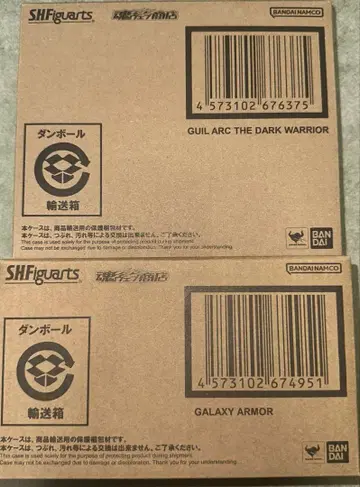 S.H.Figuarts 魂ウェブ商店
BANDAI NAMCO
4 573102 676375
GUIL ARC THE DARK WARRIOR
ダンボール
輸送箱
本ケースは、商品輸送用の保護梱包材です。
本ケースは、つぶれ、汚れ等による交換は出来ません。ご了承ください。
This case is used solely for the purpose of protecting product during shipment.
Case may not be exchanged due to damage or discoloration. Thank you for your understanding.
BANDAI
S.H.Figuarts 魂ウェブ商店
BANDAI NAMCO
4 573102 674951
GALAXY ARMOR
ダンボール
輸送箱
本ケースは、商品輸送用の保護梱包材です。
本ケースは、つぶれ、汚れ等による交換は出来ません。ご了承ください。
This case is used solely for the purpose of protecting product during shipment.
Case may not be exchanged due to damage or discoloration. Thank you for your understanding.
BANDAI